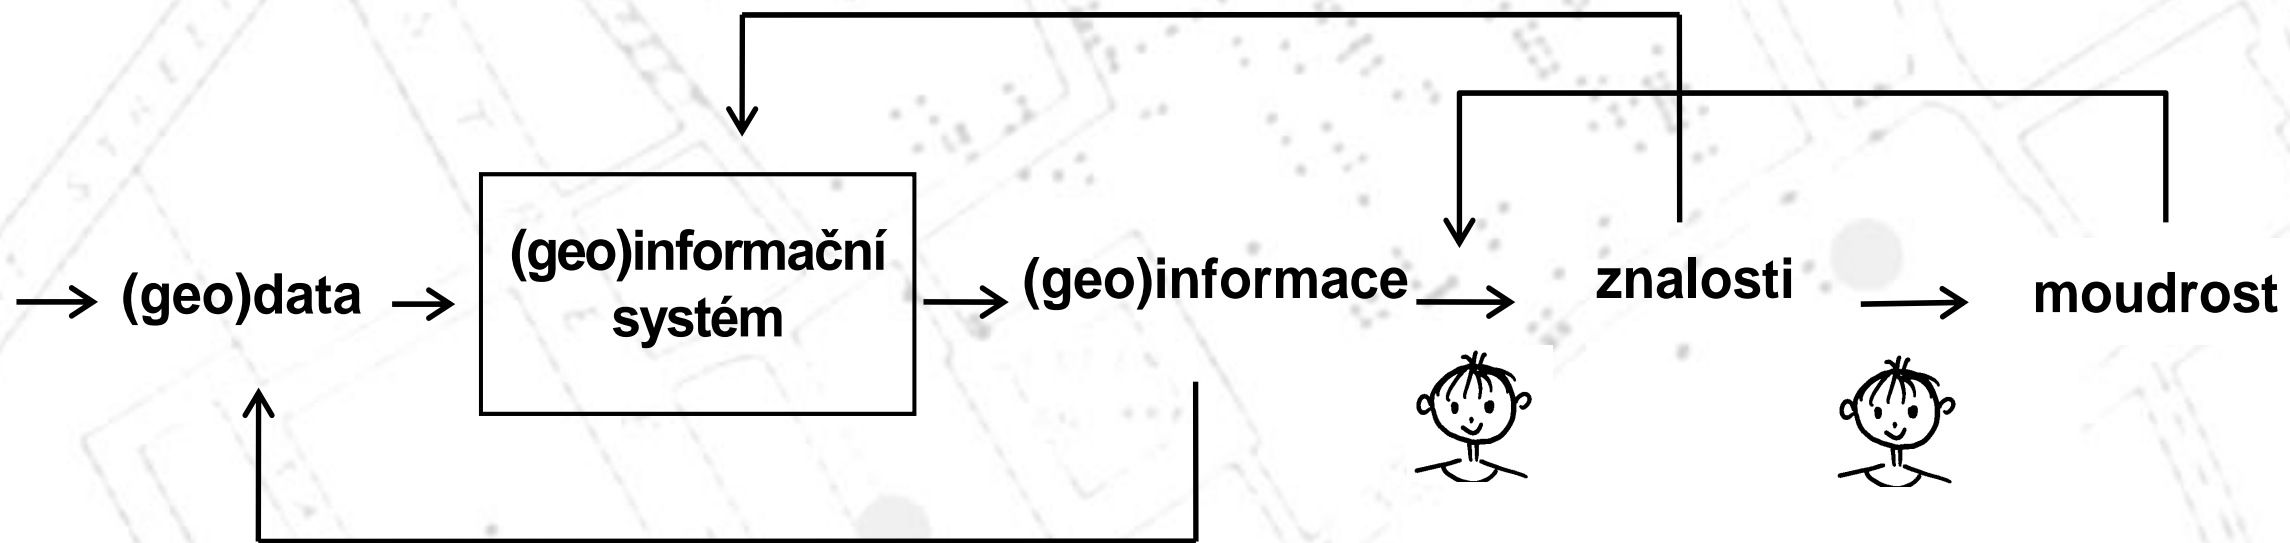 (geo)data
(geo)informační
systém
(geo)informace
znalosti
moudrost